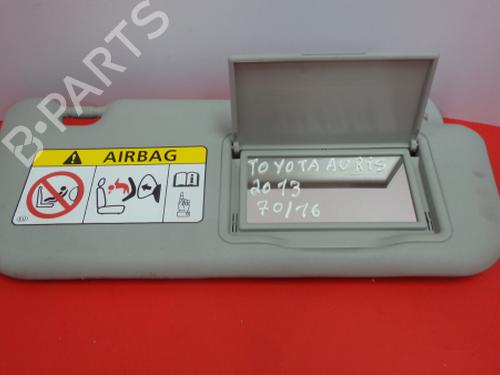 B-PARTS
AIRBAG
TOYOTA AURIS
2013
70/16